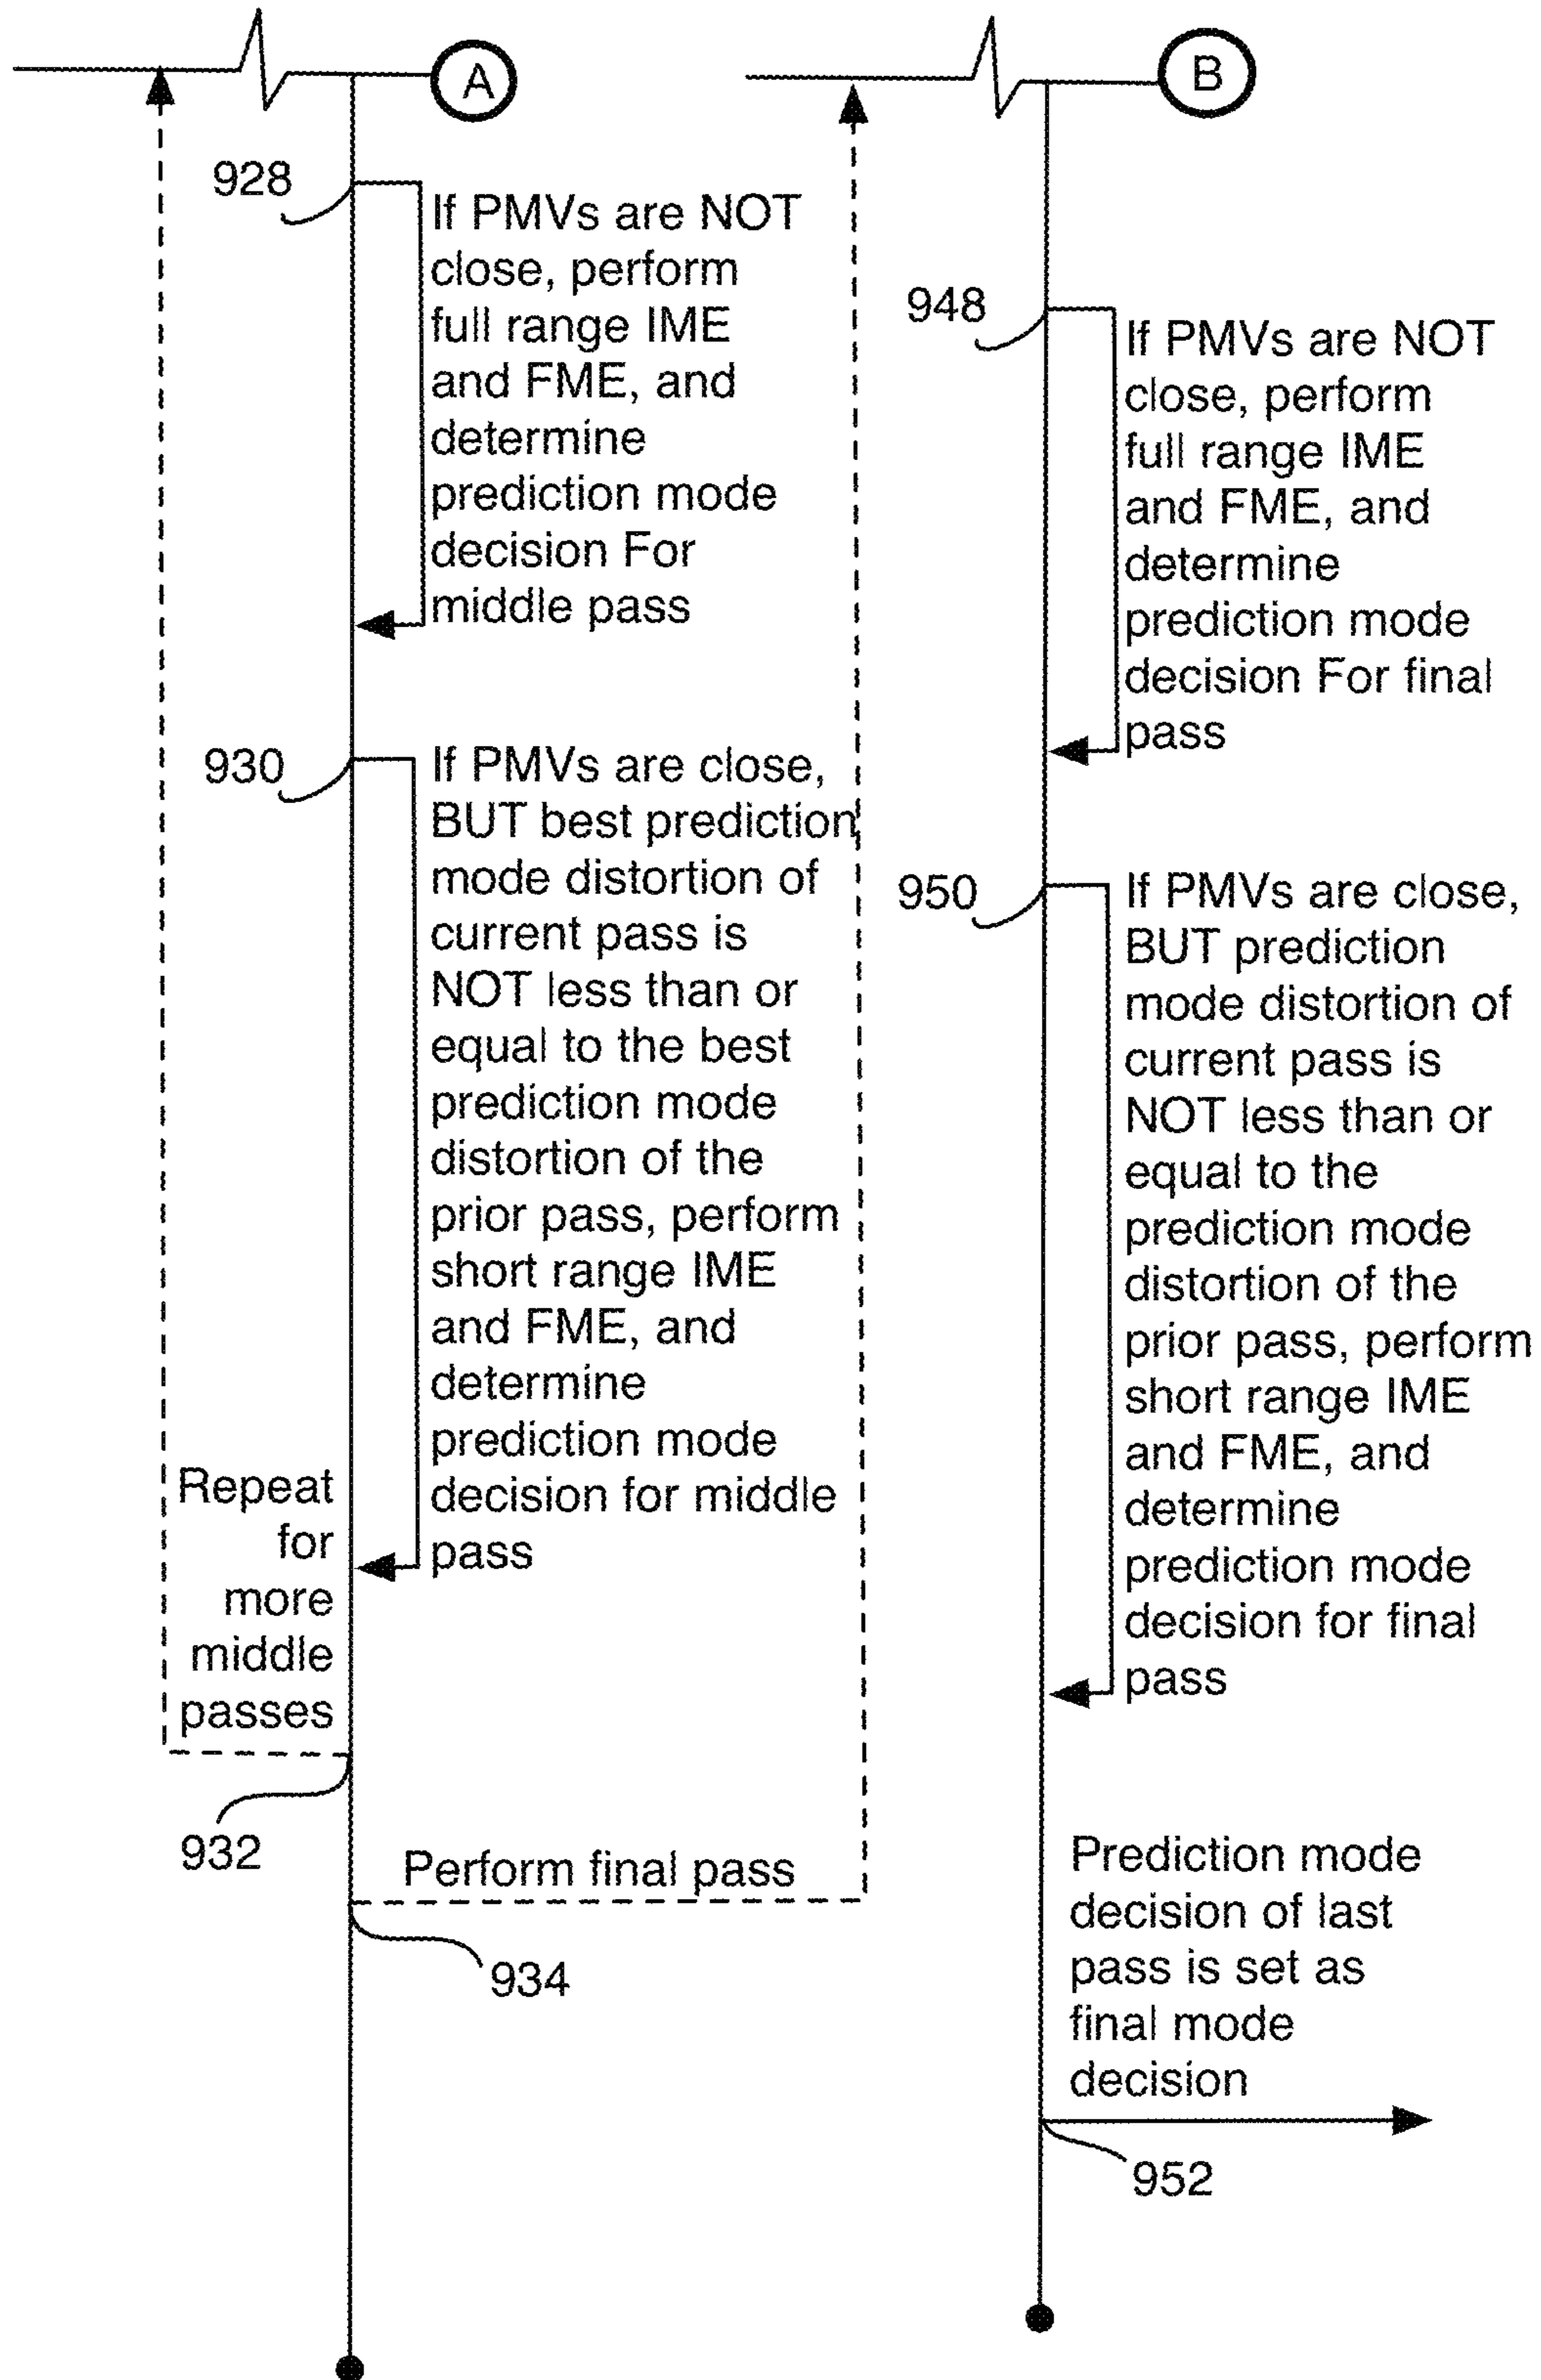 A
928
If PMVs are NOT
close, perform
full range IME
and FME, and
determine
prediction mode
decision For
middle pass
930
If PMVs are close,
BUT best prediction
mode distortion of
current pass is
NOT less than or
equal to the best
prediction mode
distortion of the
prior pass, perform
short range IME
and FME, and
determine
prediction mode
decision for middle
pass
Repeat
for
more
middle
passes
932
Perform final pass
934
B
948
If PMVs are NOT
close, perform
full range IME
and FME, and
determine
prediction mode
decision For final
pass
950
If PMVs are close,
BUT prediction
mode distortion of
current pass is
NOT less than or
equal to the
prediction mode
distortion of the
prior pass, perform
short range IME
and FME, and
determine
prediction mode
decision for final
pass
Prediction mode
decision of last
pass is set as
final mode
decision
952